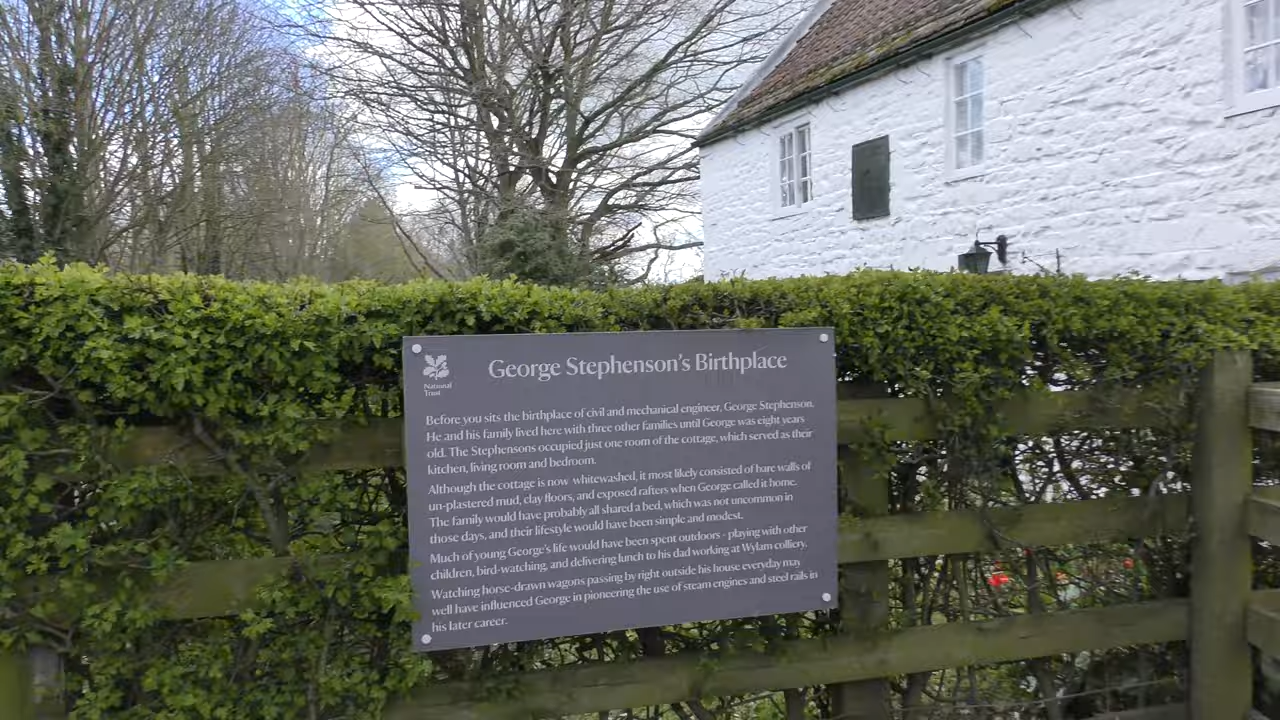 National
Trust
George Stephenson's Birthplace
Before you sits the birthplace of civil and mechanical engineer, George Stephenson.
He and his family lived here with three other families until George was eight years
old. The Stephensons occupied just one room of the cottage, which served as their
kitchen, living room and bedroom.
Although the cottage is now whitewashed, it most likely consisted of bare walls of
un-plastered mud, clay floors, and exposed rafters when George called it home.
The family would have probably all shared a bed, which was not uncommon in
those days, and their lifestyle would have been simple and modest.
Much of young George's life would have been spent outdoors - playing with other
children, bird-watching, and delivering lunch to his dad working at Wylam colliery.
Watching horse-drawn wagons passing by right outside his house everyday may
well have influenced George in pioneering the use of steam engines and steel rails in
his later career.